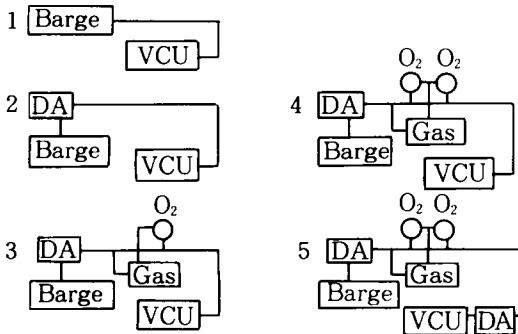 1 Barge
VCU
2 DA
Barge
VCU
3 DA
O₂
Gas
Barge
VCU
4 DA
O₂ O₂
Gas
Barge
VCU
5 DA
O₂ O₂
Gas
Barge
VCU DA